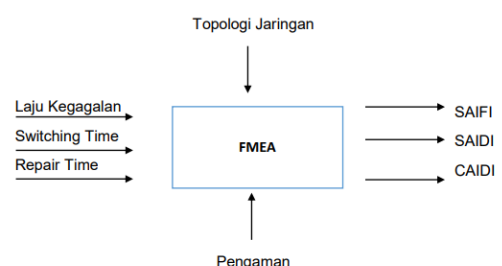 Topologi Jaringan
Laju Kegagalan
Switching Time
Repair Time
FMEA
SAIFI
SAIDI
CAIDI
Pengaman